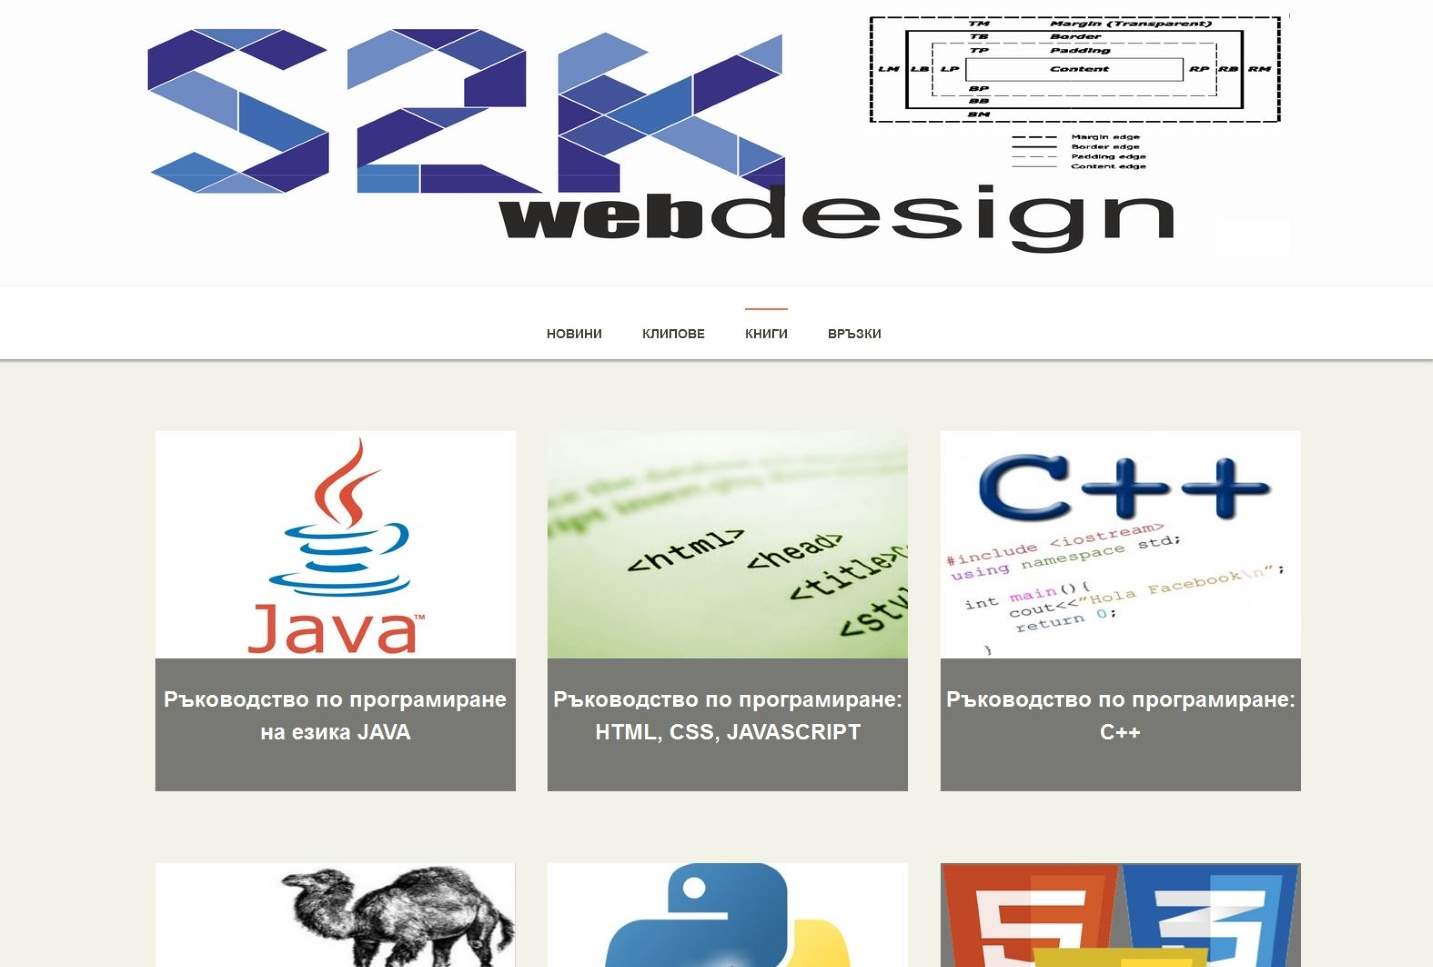 S2K
webdesign
TM Margin (Transparent)
TB Border
TP Padding
LM LB LP Content RP RB RM
BP
BB
BM
Margin edge
Border edge
Padding edge
Content edge
НОВИНИ КЛИПОВЕ КНИГИ ВРЪЗКИ
Java™
Ръководство по програмиране
на езика JAVA
<html>
<head>
<title>
<sty
Ръководство по програмиране:
HTML, CSS, JAVASCRIPT
C++
#include <iostream>
using namespace std;
int main(){
cout<<"Hola Facebook\n";
return 0;
}
Ръководство по програмиране:
C++